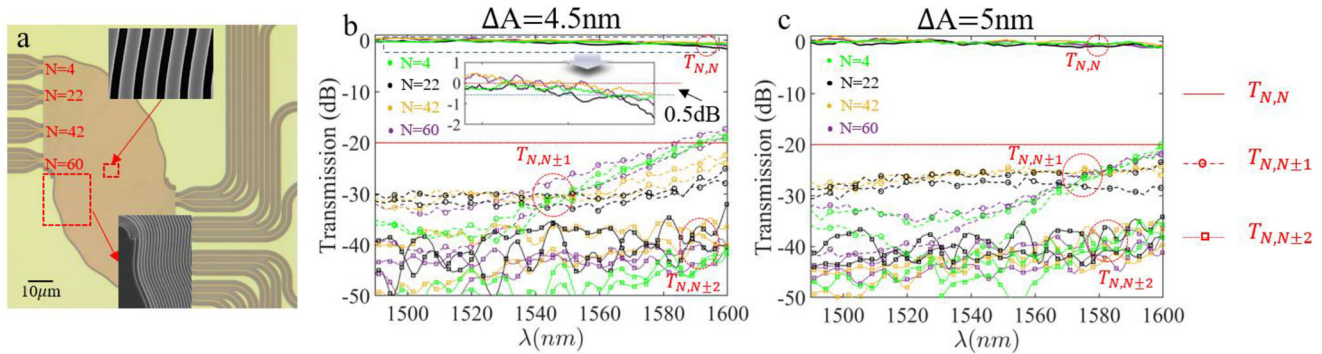 a
N=4
N=22
N=42
N=60
10μm
b
ΔA=4.5nm
0
-10
-20
-30
-40
-50
Transmission (dB)
1500
1520
1540
1560
1580
1600
λ(nm)
N=4
N=22
N=42
N=60
1
0
-1
-2
0.5dB
T_{N,N}
T_{N,N±1}
T_{N,N±2}
c
ΔA=5nm
0
-10
-20
-30
-40
-50
Transmission (dB)
1500
1520
1540
1560
1580
1600
λ(nm)
N=4
N=22
N=42
N=60
T_{N,N}
T_{N,N±1}
T_{N,N±2}
T_{N,N}
T_{N,N±1}
T_{N,N±2}